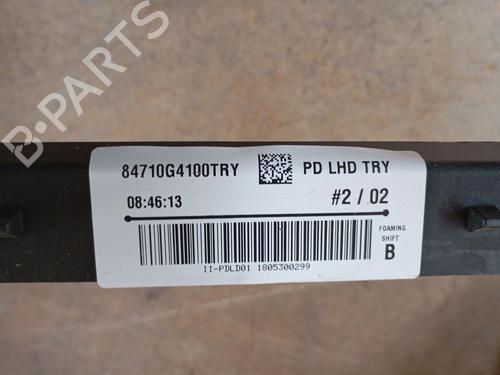 84710G4100TRY PD LHD TRY
08:46:13 #2 / 02
FOAMING
SHIFT
B
II-PDLD01 1805300299
B-PARTS